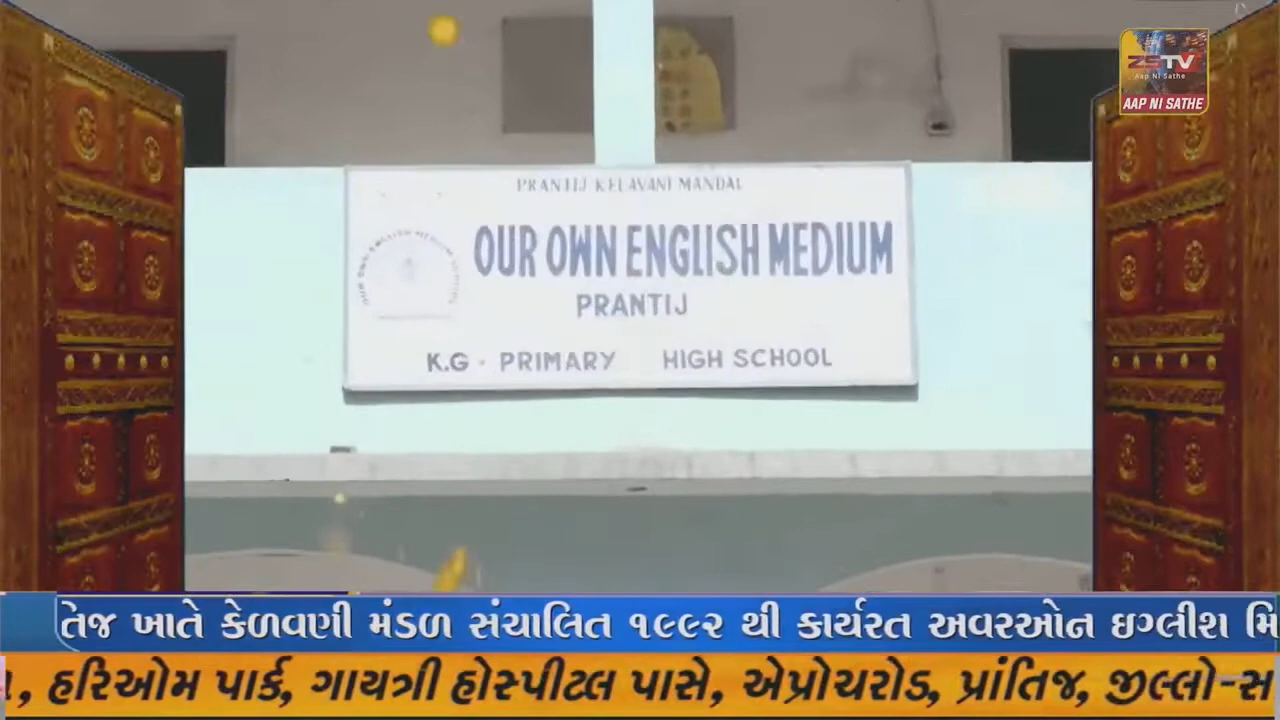 ZSTV
Aap Ni Sathe
AAP NI SATHE
PRANTIJ KELAVANI MANDAL
OUR OWN ENGLISH MEDIUM
PRANTIJ
K.G - PRIMARY HIGH SCHOOL
તિજ ખાતે કેળવણી મંડળ સંચાલિત ૧૯૯૨ થી કાર્યરત અવરઓન ઇગ્લીશ મિ
, હરિઓમ પાર્ક, ગાયત્રી હોસ્પીટલ પાસે, એપ્રોચરોડ, પ્રાંતિજ, જીલ્લો-સ